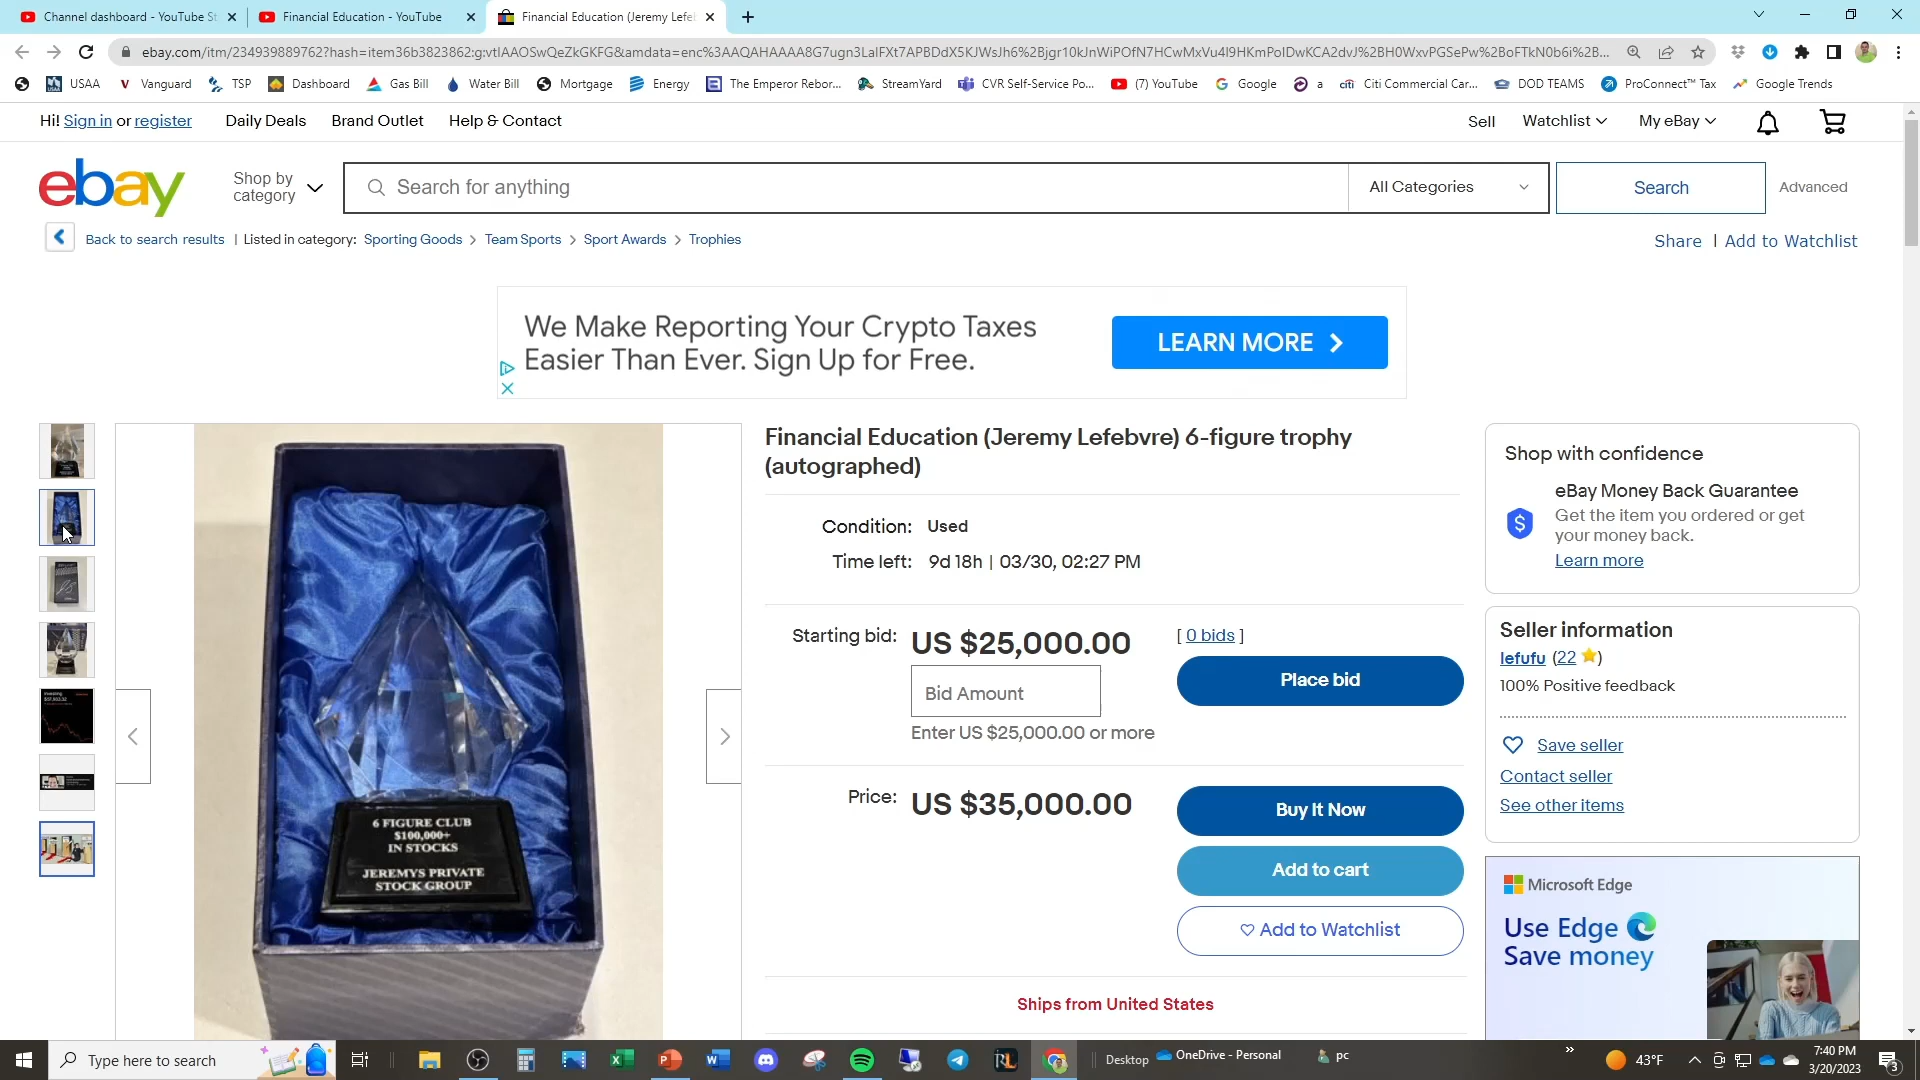 Channel dashboard - YouTube St
Financial Education - YouTube
Financial Education (Jeremy Lefeb
ebay.com/itm/234939889762?hash=item36b3823862:g:vtIAAOSwQeZkGKFG&amdata=enc%3AAQAHAAAA8G7ugn3LalFXt7APBDdX5KJWsJh6%2Bjgr10kJnWiPOfN7HCwMxVu4l9HKmPoIDwKCA2dvJ%2BH0WxvPGSePw%2BoFTkN0b6i%2B...
USAA
Vanguard
TSP
Dashboard
Gas Bill
Water Bill
Mortgage
Energy
The Emperor Rebor...
StreamYard
CVR Self-Service Po...
(7) YouTube
Google
a
Citi Commercial Car...
DOD TEAMS
ProConnect™ Tax
Google Trends
Hi! Sign in or register
Daily Deals
Brand Outlet
Help & Contact
Sell
Watchlist
My eBay
ebay
Shop by category
Search for anything
All Categories
Search
Advanced
Back to search results | Listed in category: Sporting Goods > Team Sports > Sport Awards > Trophies
Share | Add to Watchlist
We Make Reporting Your Crypto Taxes
Easier Than Ever. Sign Up for Free.
LEARN MORE >
Financial Education (Jeremy Lefebvre) 6-figure trophy
(autographed)
Condition: Used
Time left: 9d 18h | 03/30, 02:27 PM
Starting bid: US $25,000.00 [ 0 bids ]
Bid Amount
Place bid
Enter US $25,000.00 or more
Price: US $35,000.00
Buy It Now
Add to cart
Add to Watchlist
Ships from United States
6 FIGURE CLUB
$100,000+
IN STOCKS
JEREMYS PRIVATE
STOCK GROUP
Shop with confidence
eBay Money Back Guarantee
Get the item you ordered or get
your money back.
Learn more
Seller information
lefufu (22 )
100% Positive feedback
Save seller
Contact seller
See other items
Microsoft Edge
Use Edge
Save money
Type here to search
Desktop
OneDrive - Personal
pc
43°F
7:40 PM
3/20/2023
3